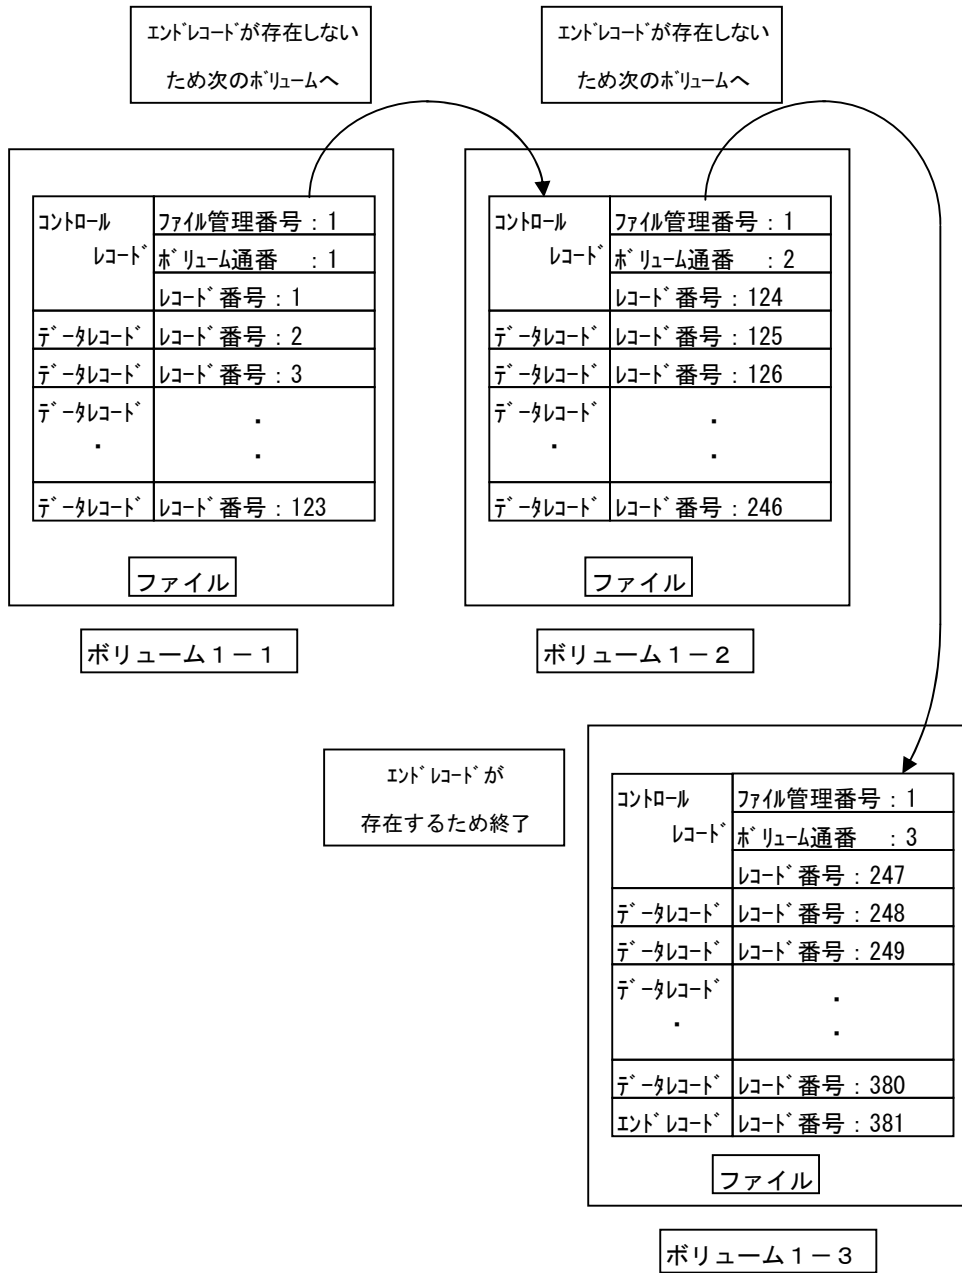 ｴﾝﾄﾞﾚｺｰﾄﾞが存在しない
ため次のﾎﾞﾘｭｰﾑへ
ｴﾝﾄﾞﾚｺｰﾄﾞが存在しない
ため次のﾎﾞﾘｭｰﾑへ
ｺﾝﾄﾛｰﾙ ﾌｧｲﾙ管理番号：1
ﾚｺｰﾄﾞ ﾎﾞﾘｭｰﾑ通番　：1
ﾚｺｰﾄﾞ番号：1
ﾃﾞｰﾀﾚｺｰﾄﾞ ﾚｺｰﾄﾞ番号：2
ﾃﾞｰﾀﾚｺｰﾄﾞ ﾚｺｰﾄﾞ番号：3
ﾃﾞｰﾀﾚｺｰﾄﾞ ・
・ ・
ﾃﾞｰﾀﾚｺｰﾄﾞ ﾚｺｰﾄﾞ番号：123
ファイル
ボリューム１－１
ｺﾝﾄﾛｰﾙ ﾌｧｲﾙ管理番号：1
ﾚｺｰﾄﾞ ﾎﾞﾘｭｰﾑ通番　：2
ﾚｺｰﾄﾞ番号：124
ﾃﾞｰﾀﾚｺｰﾄﾞ ﾚｺｰﾄﾞ番号：125
ﾃﾞｰﾀﾚｺｰﾄﾞ ﾚｺｰﾄﾞ番号：126
ﾃﾞｰﾀﾚｺｰﾄﾞ ・
・ ・
ﾃﾞｰﾀﾚｺｰﾄﾞ ﾚｺｰﾄﾞ番号：246
ファイル
ボリューム１－２
ｴﾝﾄﾞﾚｺｰﾄﾞが
存在するため終了
ｺﾝﾄﾛｰﾙ ﾌｧｲﾙ管理番号：1
ﾚｺｰﾄﾞ ﾎﾞﾘｭｰﾑ通番　：3
ﾚｺｰﾄﾞ番号：247
ﾃﾞｰﾀﾚｺｰﾄﾞ ﾚｺｰﾄﾞ番号：248
ﾃﾞｰﾀﾚｺｰﾄﾞ ﾚｺｰﾄﾞ番号：249
ﾃﾞｰﾀﾚｺｰﾄﾞ ・
・ ・
ﾃﾞｰﾀﾚｺｰﾄﾞ ﾚｺｰﾄﾞ番号：380
ｴﾝﾄﾞﾚｺｰﾄﾞ ﾚｺｰﾄﾞ番号：381
ファイル
ボリューム１－３